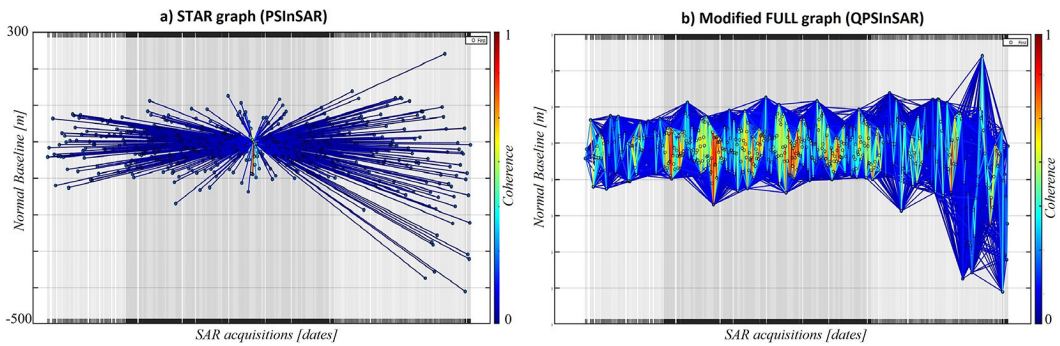 a) STAR graph (PSInSAR)
300
-500
Normal Baseline [m]
SAR acquisitions [dates]
1
0
Coherence
b) Modified FULL graph (QPSInSAR)
Normal Baseline [m]
SAR acquisitions [dates]
1
0
Coherence